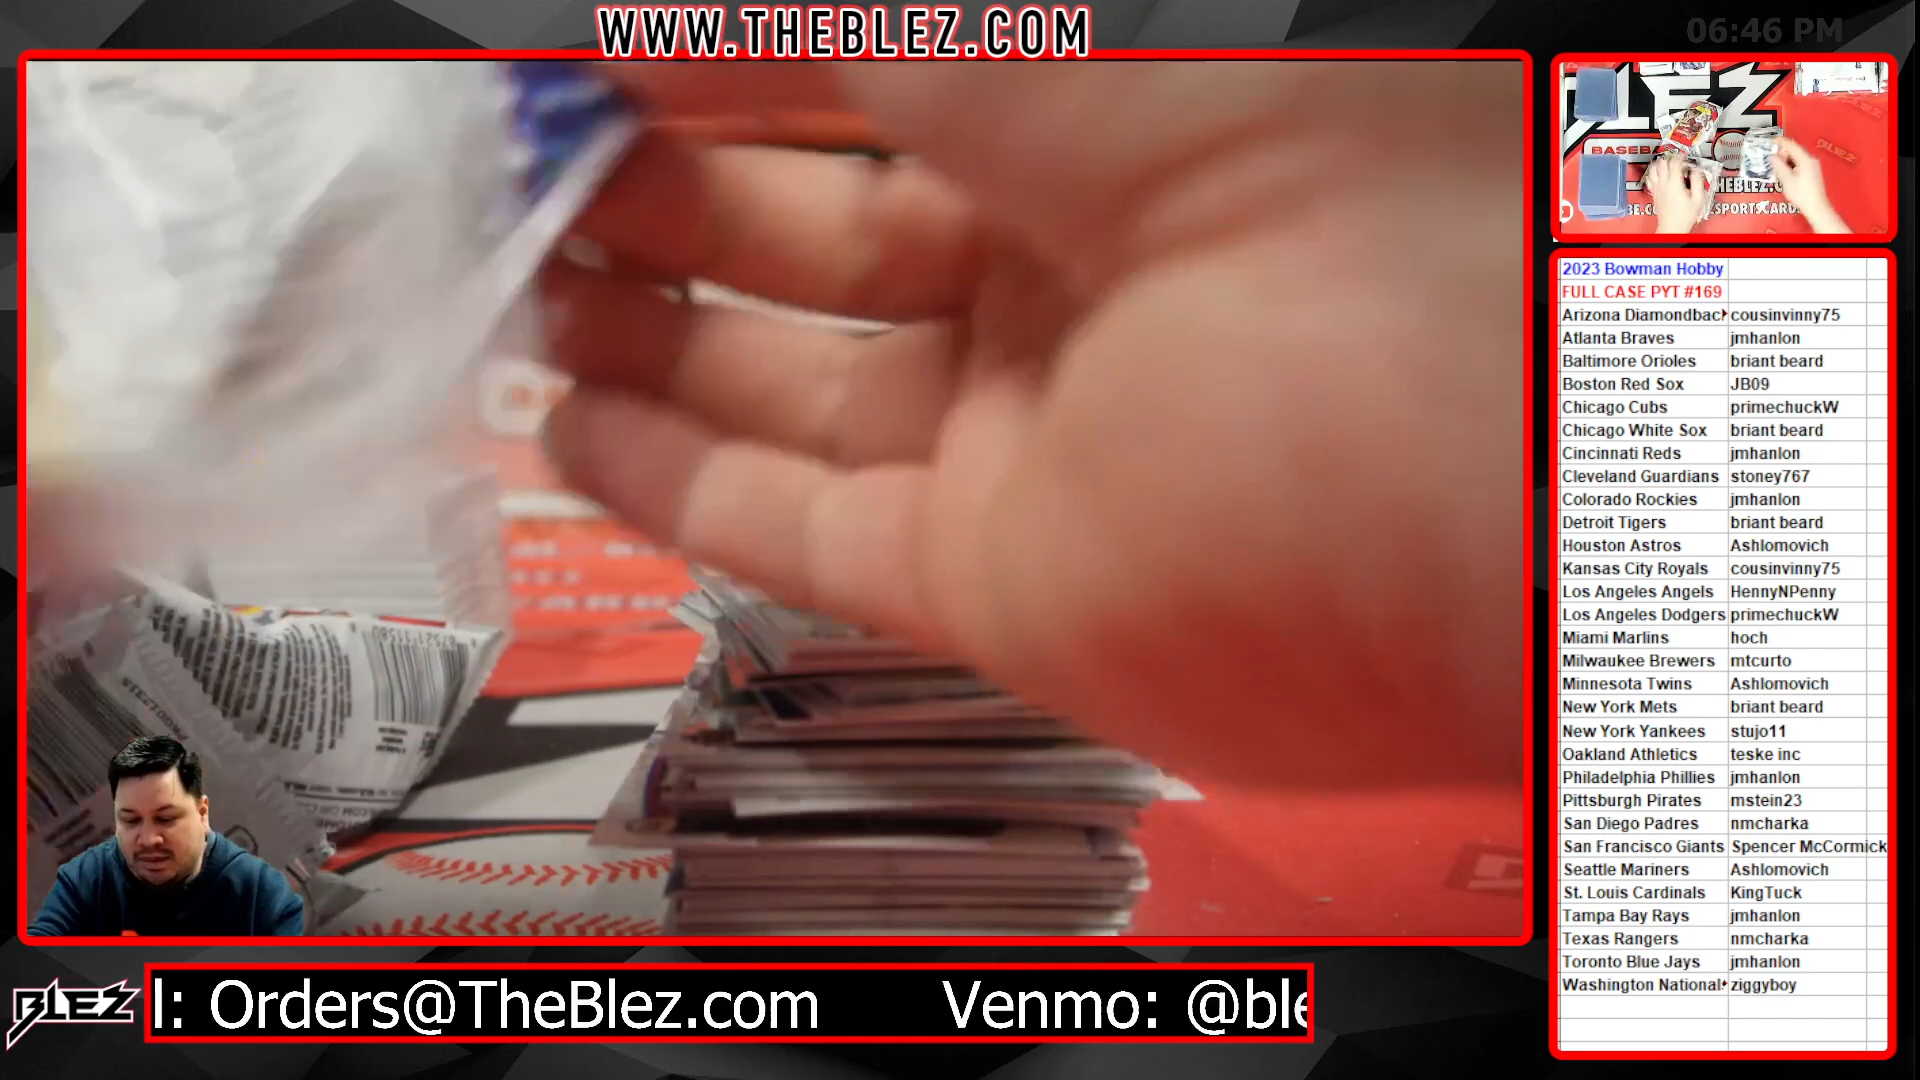 WWW.THEBLEZ.COM
06:46 PM
BLEZ
BASEB
THEBLEZ.C
BE.CO
ESPORTSCARD
2023 Bowman Hobby
FULL CASE PYT #169
Arizona Diamondbac cousinvinny75
Atlanta Braves jmhanlon
Baltimore Orioles briant beard
Boston Red Sox JB09
Chicago Cubs primechuckW
Chicago White Sox briant beard
Cincinnati Reds jmhanlon
Cleveland Guardians stoney767
Colorado Rockies jmhanlon
Detroit Tigers briant beard
Houston Astros Ashlomovich
Kansas City Royals cousinvinny75
Los Angeles Angels HennyNPenny
Los Angeles Dodgers primechuckW
Miami Marlins hoch
Milwaukee Brewers mtcurto
Minnesota Twins Ashlomovich
New York Mets briant beard
New York Yankees stujo11
Oakland Athletics teske inc
Philadelphia Phillies jmhanlon
Pittsburgh Pirates mstein23
San Diego Padres nmcharka
San Francisco Giants Spencer McCormick
Seattle Mariners Ashlomovich
St. Louis Cardinals KingTuck
Tampa Bay Rays jmhanlon
Texas Rangers nmcharka
Toronto Blue Jays jmhanlon
Washington National ziggyboy
BLEZ
l: Orders@TheBlez.com Venmo: @ble